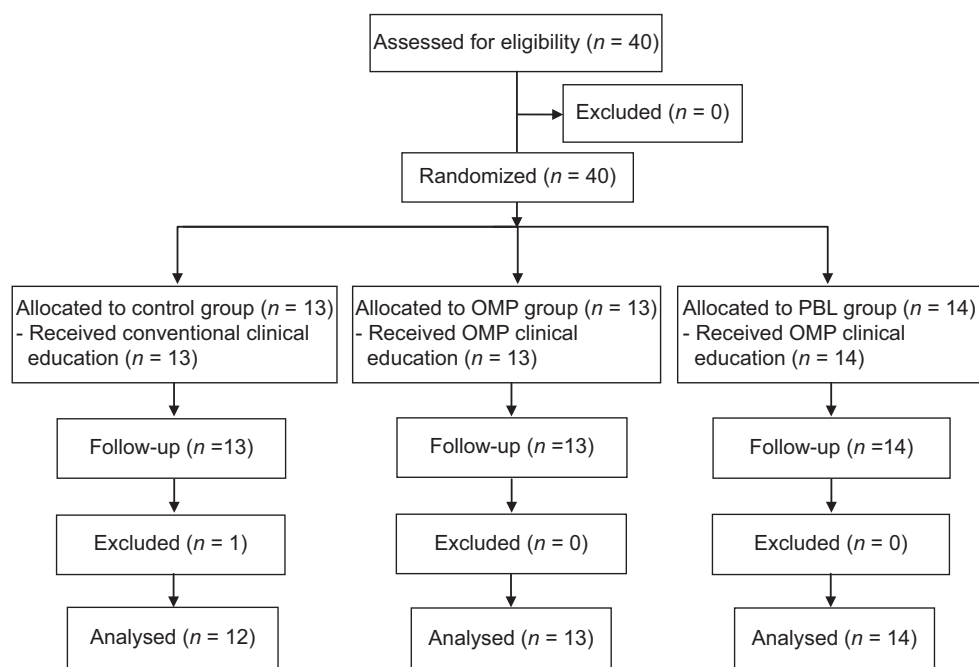 Assessed for eligibility (n = 40)
Excluded (n = 0)
Randomized (n = 40)
Allocated to control group (n = 13)
- Received conventional clinical
education (n = 13)
Allocated to OMP group (n = 13)
- Received OMP clinical
education (n = 13)
Allocated to PBL group (n = 14)
- Received OMP clinical
education (n = 14)
Follow-up (n =13)
Follow-up (n =13)
Follow-up (n =14)
Excluded (n = 1)
Excluded (n = 0)
Excluded (n = 0)
Analysed (n = 12)
Analysed (n = 13)
Analysed (n = 14)